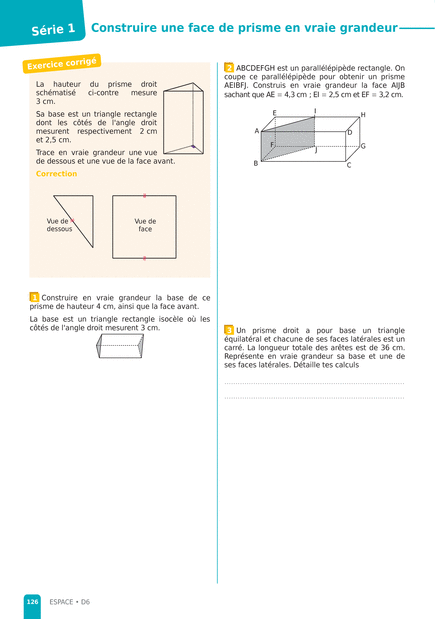 Série 1
Construire une face de prisme en vraie grandeur
Exercice corrigé
La hauteur du prisme droit
schématisé ci-contre mesure
3 cm.
Sa base est un triangle rectangle
dont les côtés de l'angle droit
mesurent respectivement 2 cm
et 2,5 cm.
Trace en vraie grandeur une vue
de dessous et une vue de la face avant.
Correction
Vue de
dessous
Vue de
face
1 Construire en vraie grandeur la base de ce
prisme de hauteur 4 cm, ainsi que la face avant.
La base est un triangle rectangle isocèle où les
côtés de l'angle droit mesurent 3 cm.
2 ABCDEFGH est un parallélépipède rectangle. On
coupe ce parallélépipède pour obtenir un prisme
AEIBFJ. Construis en vraie grandeur la face AIJB
sachant que AE = 4,3 cm ; EI = 2,5 cm et EF = 3,2 cm.
E I H
A D
F J G
B C
3 Un prisme droit a pour base un triangle
équilatéral et chacune de ses faces latérales est un
carré. La longueur totale des arêtes est de 36 cm.
Représente en vraie grandeur sa base et une de
ses faces latérales. Détaille tes calculs
126 ESPACE • D6